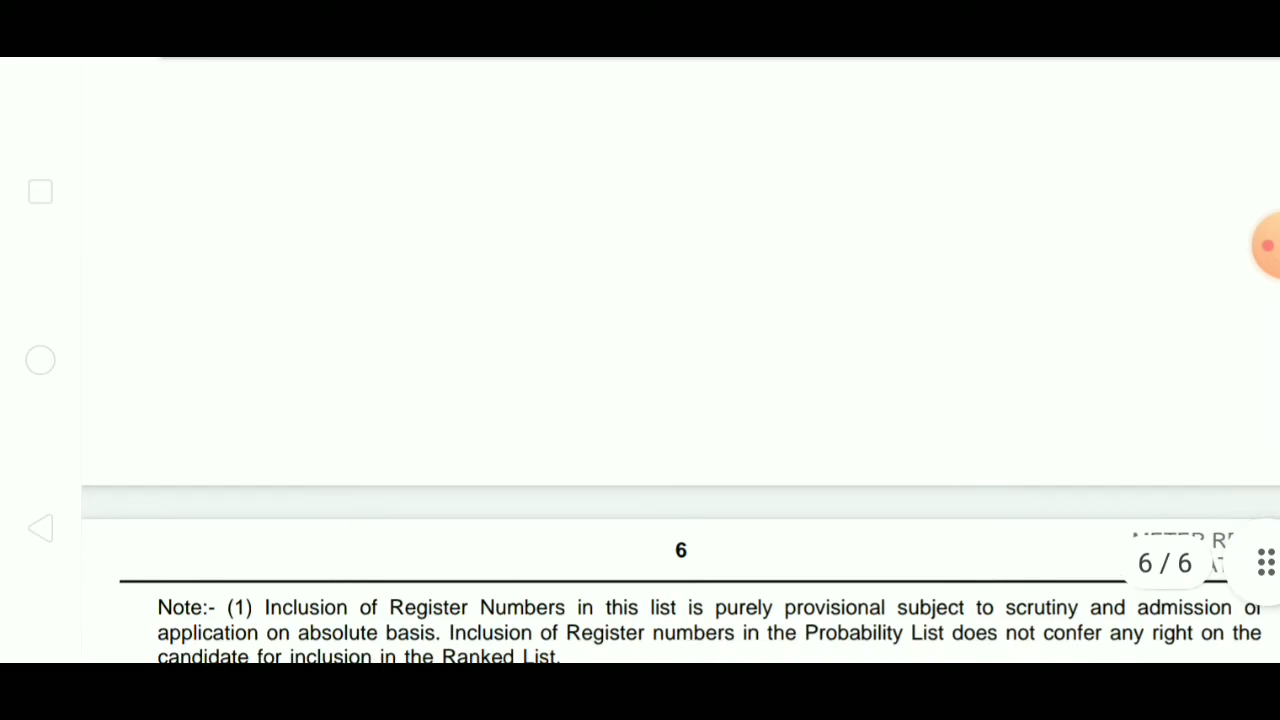 6
6 / 6
Note:- (1) Inclusion of Register Numbers in this list is purely provisional subject to scrutiny and admission of
application on absolute basis. Inclusion of Register numbers in the Probability List does not confer any right on the
candidate for inclusion in the Ranked List.